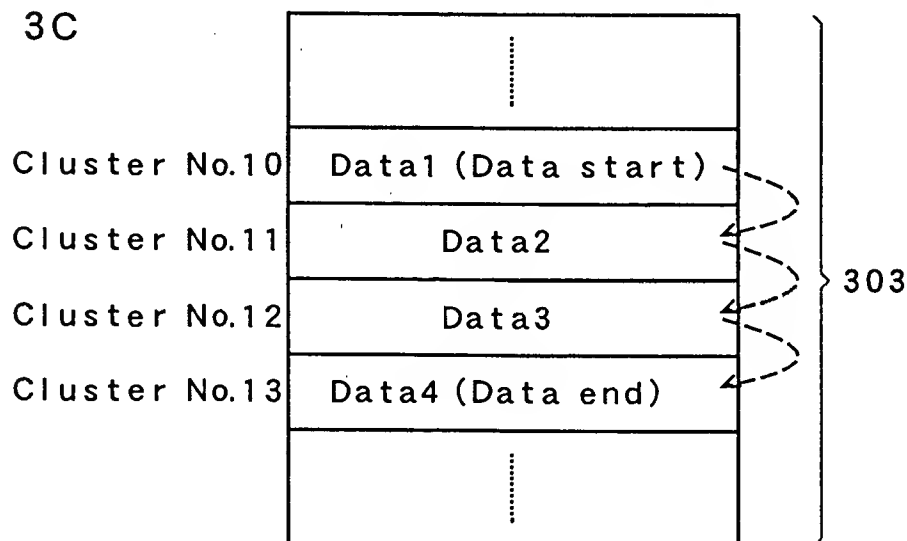 3C
Cluster No.10 Data1 (Data start)
Cluster No.11 Data2
Cluster No.12 Data3
Cluster No.13 Data4 (Data end)
303